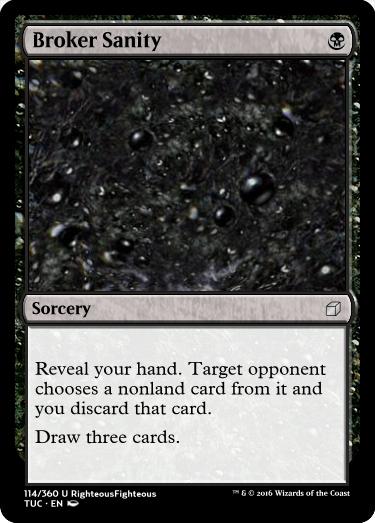 Broker Sanity
Sorcery
Reveal your hand. Target opponent
chooses a nonland card from it and
you discard that card.
Draw three cards.
114/360 U RighteousFighteous
TUC · EN
™ & © 2016 Wizards of the Coast